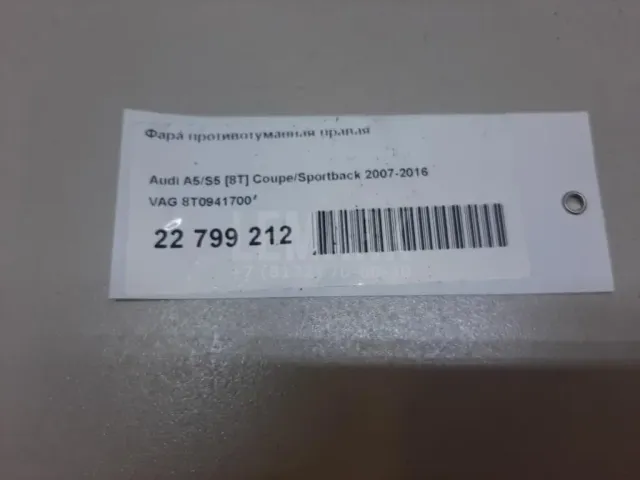 Фара противотуманная правая
Audi A5/S5 [8T] Coupe/Sportback 2007-2016
VAG 8T0941700
22 799 212